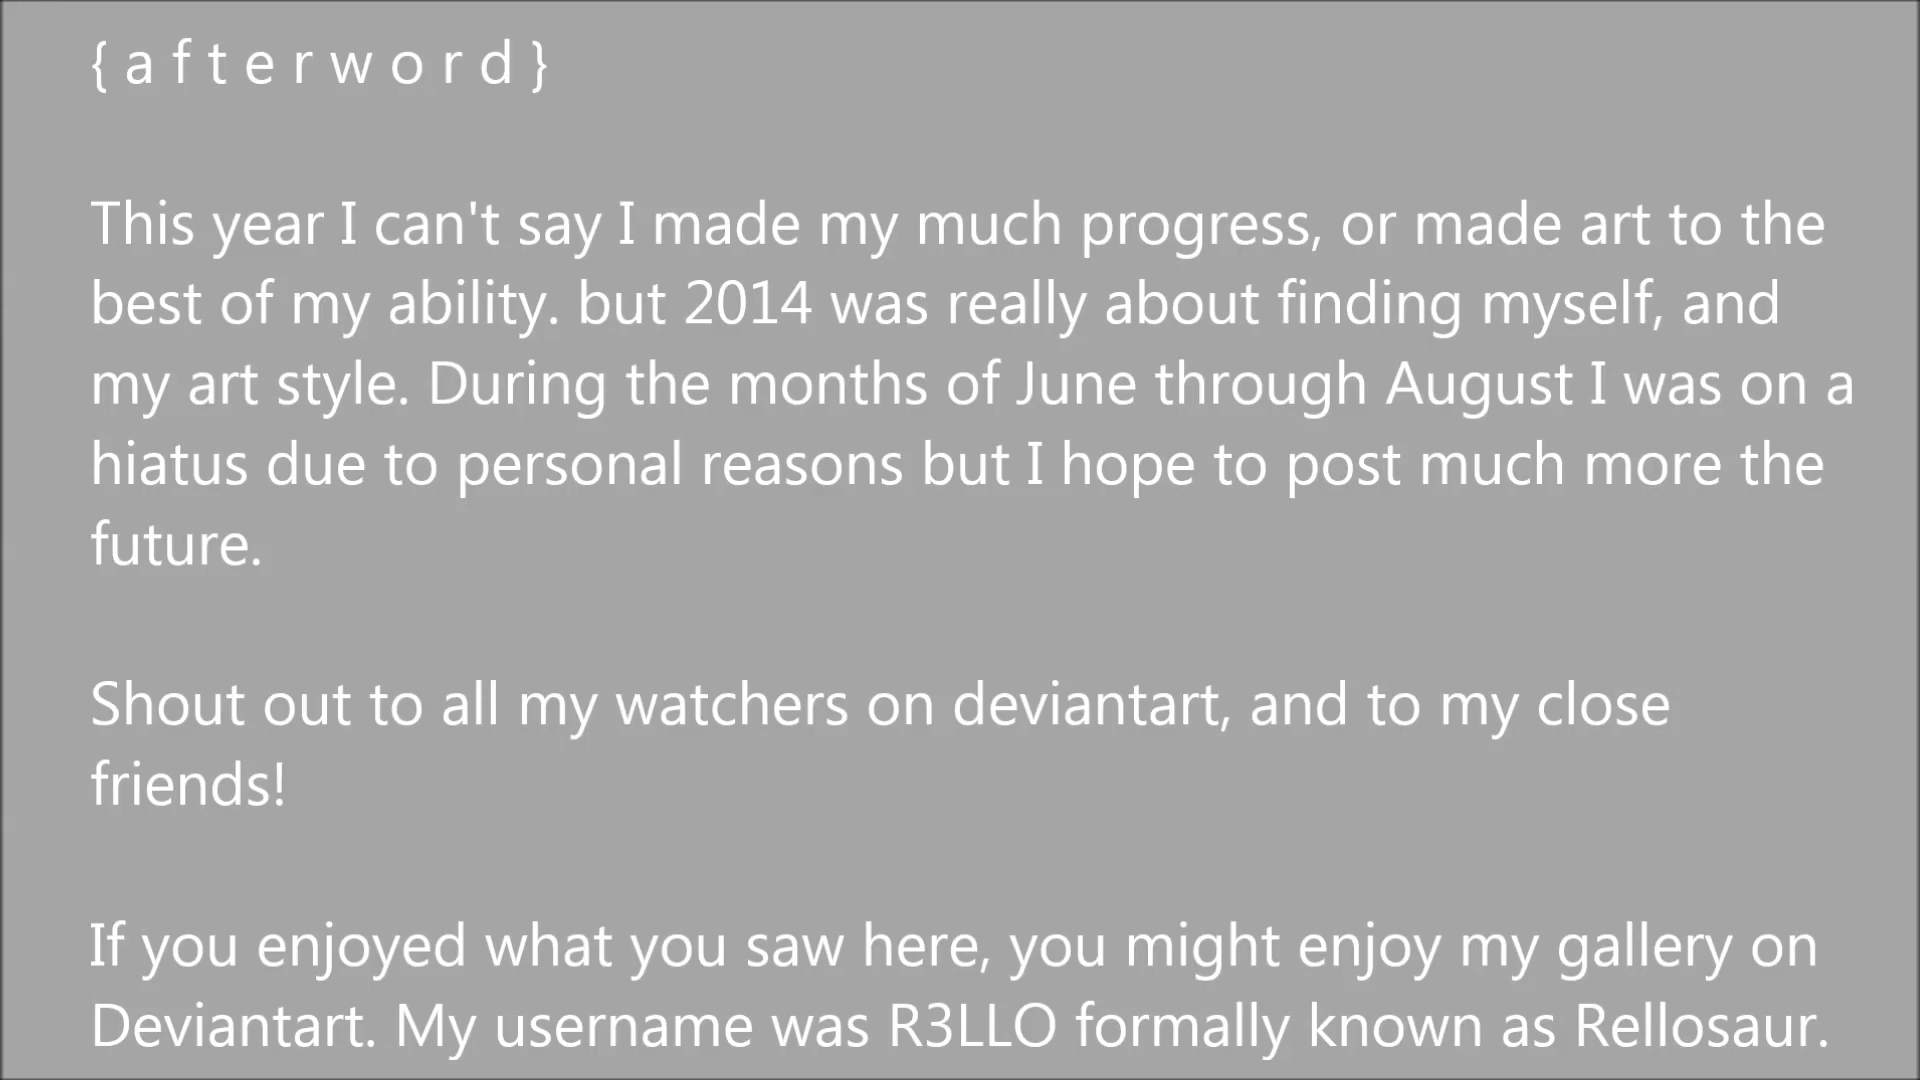 { a f t e r w o r d }
This year I can't say I made my much progress, or made art to the
best of my ability. but 2014 was really about finding myself, and
my art style. During the months of June through August I was on a
hiatus due to personal reasons but I hope to post much more the
future.
Shout out to all my watchers on deviantart, and to my close
friends!
If you enjoyed what you saw here, you might enjoy my gallery on
Deviantart. My username was R3LLO formally known as Rellosaur.